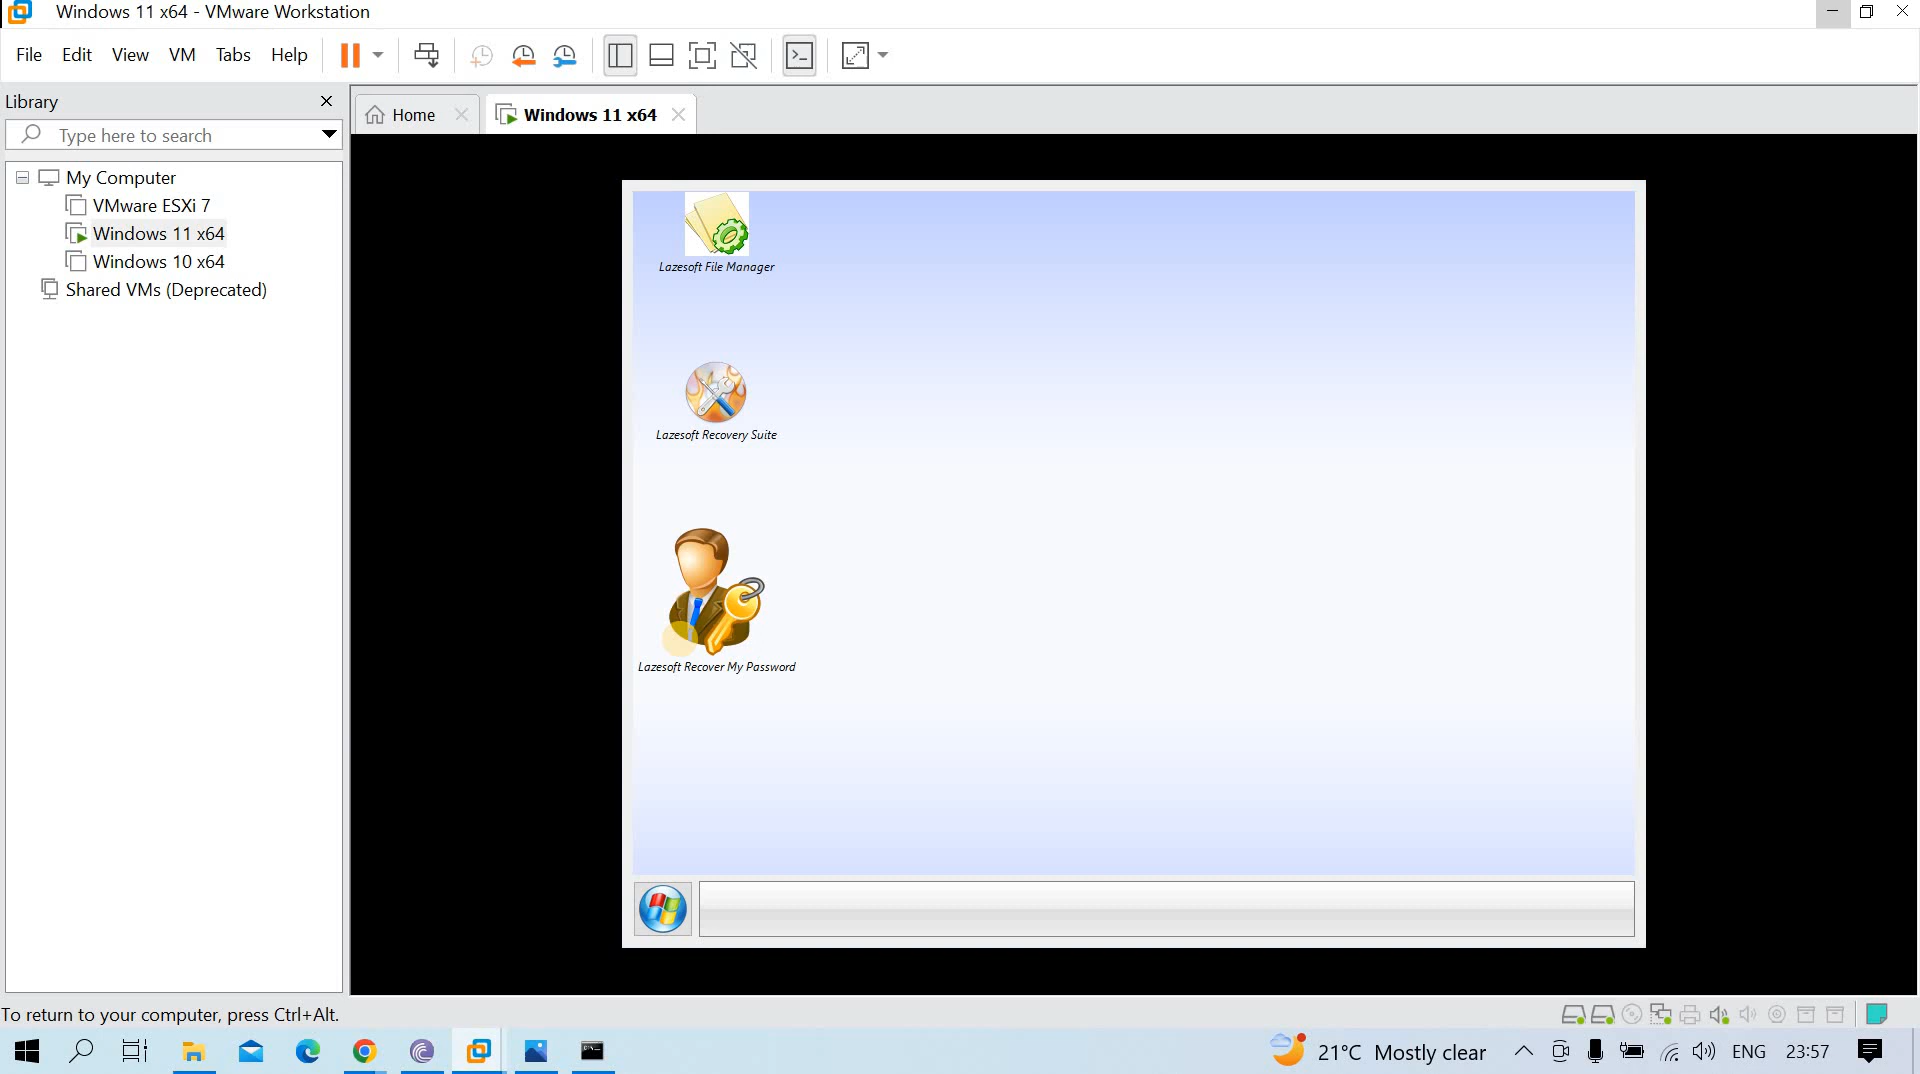 Windows 11 x64 - VMware Workstation
File Edit View VM Tabs Help
Library
Type here to search
My Computer
VMware ESXi 7
Windows 11 x64
Windows 10 x64
Shared VMs (Deprecated)
Home
Windows 11 x64
Lazesoft File Manager
Lazesoft Recovery Suite
Lazesoft Recover My Password
To return to your computer, press Ctrl+Alt.
21°C Mostly clear
ENG
23:57